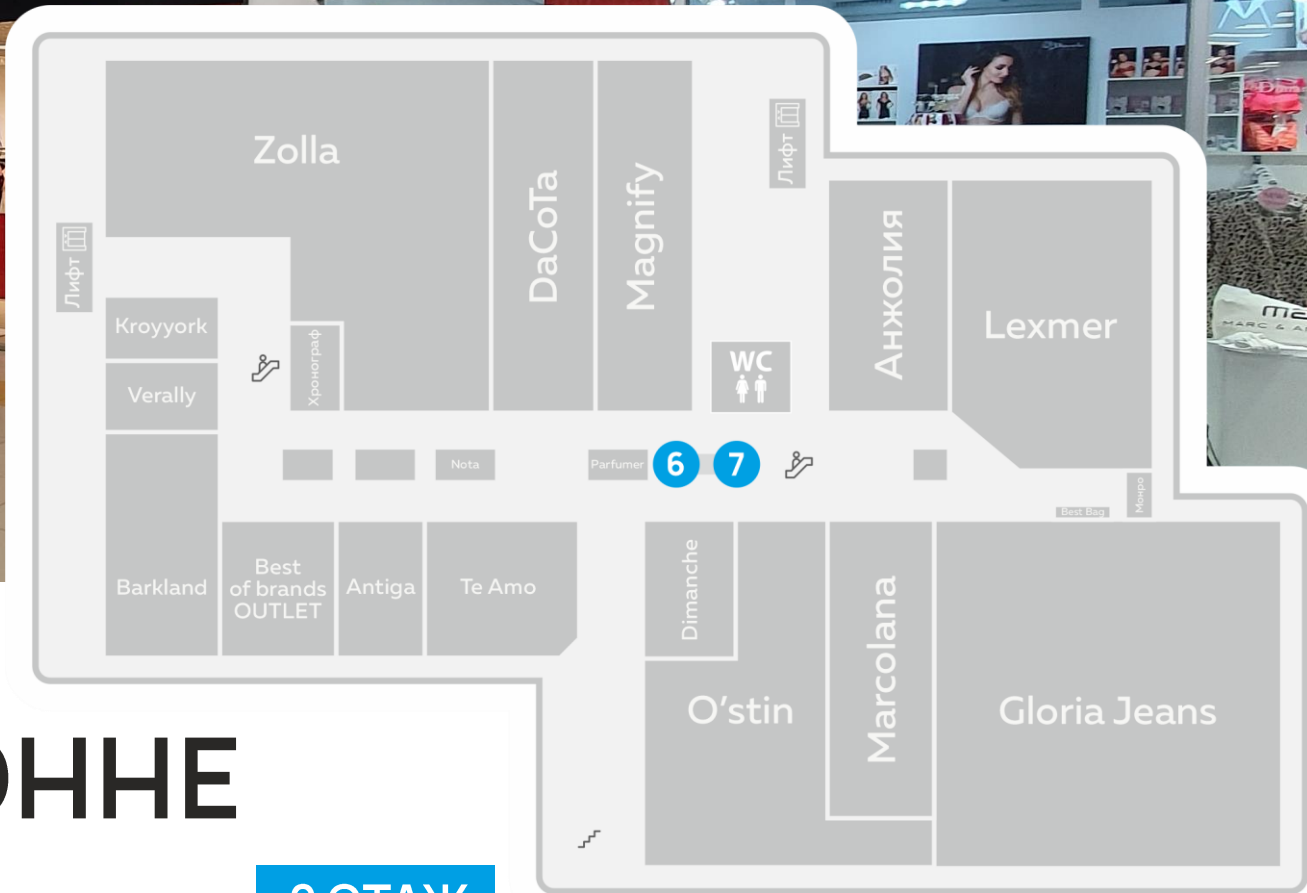 Zolla
DaCoTa
Magnify
Лифт
Лифт
Анжолия
Lexmer
Kroyyork
Хронограф
WC
Verally
Nota
Parfumer
6
7
Монро
Best Bag
Barkland
Best
of brands
OUTLET
Antiga
Te Amo
Dimanche
O'stin
Marcolana
Gloria Jeans
ОННЕ
ЭТАЖ